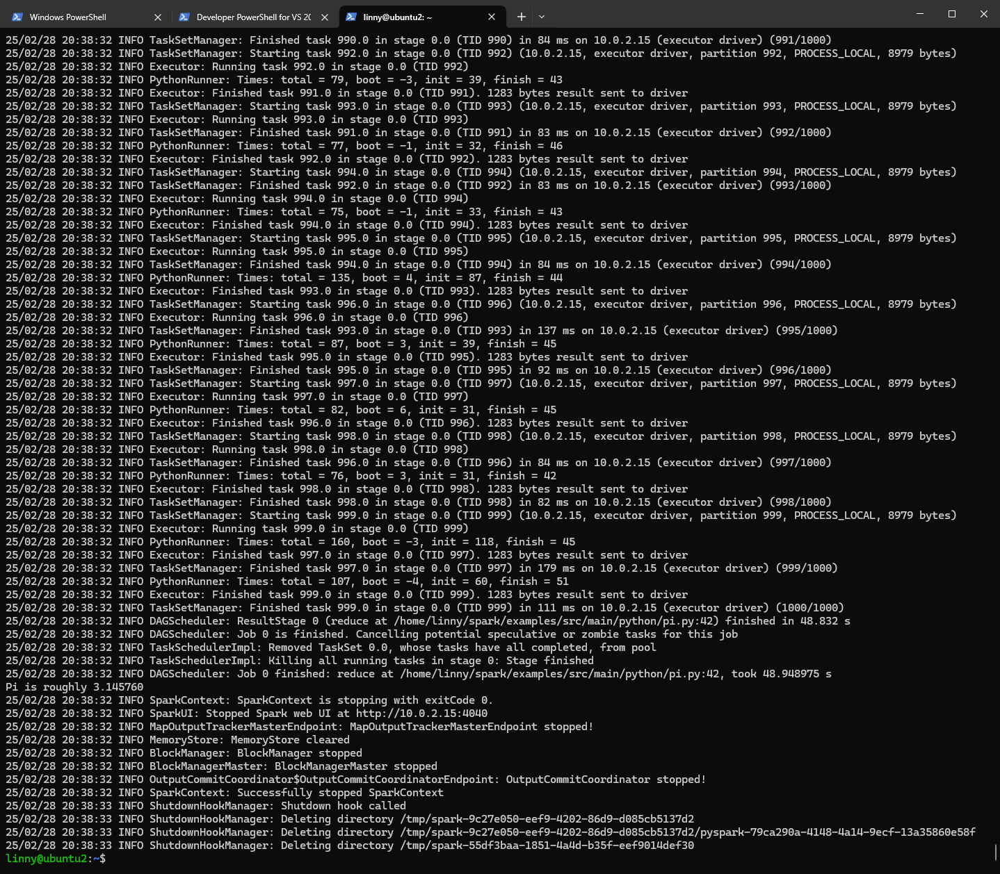 Windows PowerShell
Developer PowerShell for VS 20
linny@ubuntu2: ~
25/02/28 20:38:32 INFO TaskSetManager: Finished task 990.0 in stage 0.0 (TID 990) in 84 ms on 10.0.2.15 (executor driver) (991/1000)
25/02/28 20:38:32 INFO TaskSetManager: Starting task 992.0 in stage 0.0 (TID 992) (10.0.2.15, executor driver, partition 992, PROCESS_LOCAL, 8979 bytes)
25/02/28 20:38:32 INFO Executor: Running task 992.0 in stage 0.0 (TID 992)
25/02/28 20:38:32 INFO PythonRunner: Times: total = 79, boot = -3, init = 39, finish = 43
25/02/28 20:38:32 INFO Executor: Finished task 991.0 in stage 0.0 (TID 991). 1283 bytes result sent to driver
25/02/28 20:38:32 INFO TaskSetManager: Starting task 993.0 in stage 0.0 (TID 993) (10.0.2.15, executor driver, partition 993, PROCESS_LOCAL, 8979 bytes)
25/02/28 20:38:32 INFO Executor: Running task 993.0 in stage 0.0 (TID 993)
25/02/28 20:38:32 INFO TaskSetManager: Finished task 991.0 in stage 0.0 (TID 991) in 83 ms on 10.0.2.15 (executor driver) (992/1000)
25/02/28 20:38:32 INFO PythonRunner: Times: total = 77, boot = -1, init = 32, finish = 46
25/02/28 20:38:32 INFO Executor: Finished task 992.0 in stage 0.0 (TID 992). 1283 bytes result sent to driver
25/02/28 20:38:32 INFO TaskSetManager: Starting task 994.0 in stage 0.0 (TID 994) (10.0.2.15, executor driver, partition 994, PROCESS_LOCAL, 8979 bytes)
25/02/28 20:38:32 INFO TaskSetManager: Finished task 992.0 in stage 0.0 (TID 992) in 83 ms on 10.0.2.15 (executor driver) (993/1000)
25/02/28 20:38:32 INFO Executor: Running task 994.0 in stage 0.0 (TID 994)
25/02/28 20:38:32 INFO PythonRunner: Times: total = 75, boot = -1, init = 33, finish = 43
25/02/28 20:38:32 INFO Executor: Finished task 994.0 in stage 0.0 (TID 994). 1283 bytes result sent to driver
25/02/28 20:38:32 INFO TaskSetManager: Starting task 995.0 in stage 0.0 (TID 995) (10.0.2.15, executor driver, partition 995, PROCESS_LOCAL, 8979 bytes)
25/02/28 20:38:32 INFO Executor: Running task 995.0 in stage 0.0 (TID 995)
25/02/28 20:38:32 INFO TaskSetManager: Finished task 994.0 in stage 0.0 (TID 994) in 84 ms on 10.0.2.15 (executor driver) (994/1000)
25/02/28 20:38:32 INFO PythonRunner: Times: total = 135, boot = 4, init = 87, finish = 44
25/02/28 20:38:32 INFO Executor: Finished task 993.0 in stage 0.0 (TID 993). 1283 bytes result sent to driver
25/02/28 20:38:32 INFO TaskSetManager: Starting task 996.0 in stage 0.0 (TID 996) (10.0.2.15, executor driver, partition 996, PROCESS_LOCAL, 8979 bytes)
25/02/28 20:38:32 INFO Executor: Running task 996.0 in stage 0.0 (TID 996)
25/02/28 20:38:32 INFO TaskSetManager: Finished task 993.0 in stage 0.0 (TID 993) in 137 ms on 10.0.2.15 (executor driver) (995/1000)
25/02/28 20:38:32 INFO PythonRunner: Times: total = 87, boot = 3, init = 39, finish = 45
25/02/28 20:38:32 INFO Executor: Finished task 995.0 in stage 0.0 (TID 995). 1283 bytes result sent to driver
25/02/28 20:38:32 INFO TaskSetManager: Finished task 995.0 in stage 0.0 (TID 995) in 92 ms on 10.0.2.15 (executor driver) (996/1000)
25/02/28 20:38:32 INFO TaskSetManager: Starting task 997.0 in stage 0.0 (TID 997) (10.0.2.15, executor driver, partition 997, PROCESS_LOCAL, 8979 bytes)
25/02/28 20:38:32 INFO Executor: Running task 997.0 in stage 0.0 (TID 997)
25/02/28 20:38:32 INFO PythonRunner: Times: total = 82, boot = 6, init = 31, finish = 45
25/02/28 20:38:32 INFO Executor: Finished task 996.0 in stage 0.0 (TID 996). 1283 bytes result sent to driver
25/02/28 20:38:32 INFO TaskSetManager: Starting task 998.0 in stage 0.0 (TID 998) (10.0.2.15, executor driver, partition 998, PROCESS_LOCAL, 8979 bytes)
25/02/28 20:38:32 INFO Executor: Running task 998.0 in stage 0.0 (TID 998)
25/02/28 20:38:32 INFO TaskSetManager: Finished task 996.0 in stage 0.0 (TID 996) in 84 ms on 10.0.2.15 (executor driver) (997/1000)
25/02/28 20:38:32 INFO PythonRunner: Times: total = 76, boot = 3, init = 31, finish = 42
25/02/28 20:38:32 INFO Executor: Finished task 998.0 in stage 0.0 (TID 998). 1283 bytes result sent to driver
25/02/28 20:38:32 INFO TaskSetManager: Finished task 998.0 in stage 0.0 (TID 998) in 82 ms on 10.0.2.15 (executor driver) (998/1000)
25/02/28 20:38:32 INFO TaskSetManager: Starting task 999.0 in stage 0.0 (TID 999) (10.0.2.15, executor driver, partition 999, PROCESS_LOCAL, 8979 bytes)
25/02/28 20:38:32 INFO Executor: Running task 999.0 in stage 0.0 (TID 999)
25/02/28 20:38:32 INFO PythonRunner: Times: total = 160, boot = -3, init = 118, finish = 45
25/02/28 20:38:32 INFO Executor: Finished task 997.0 in stage 0.0 (TID 997). 1283 bytes result sent to driver
25/02/28 20:38:32 INFO TaskSetManager: Finished task 997.0 in stage 0.0 (TID 997) in 179 ms on 10.0.2.15 (executor driver) (999/1000)
25/02/28 20:38:32 INFO PythonRunner: Times: total = 107, boot = -4, init = 60, finish = 51
25/02/28 20:38:32 INFO Executor: Finished task 999.0 in stage 0.0 (TID 999). 1283 bytes result sent to driver
25/02/28 20:38:32 INFO TaskSetManager: Finished task 999.0 in stage 0.0 (TID 999) in 111 ms on 10.0.2.15 (executor driver) (1000/1000)
25/02/28 20:38:32 INFO DAGScheduler: ResultStage 0 (reduce at /home/linny/spark/examples/src/main/python/pi.py:42) finished in 48.832 s
25/02/28 20:38:32 INFO DAGScheduler: Job 0 is finished. Cancelling potential speculative or zombie tasks for this job
25/02/28 20:38:32 INFO TaskSchedulerImpl: Removed TaskSet 0.0, whose tasks have all completed, from pool
25/02/28 20:38:32 INFO TaskSchedulerImpl: Killing all running tasks in stage 0: Stage finished
25/02/28 20:38:32 INFO DAGScheduler: Job 0 finished: reduce at /home/linny/spark/examples/src/main/python/pi.py:42, took 48.948975 s
Pi is roughly 3.145760
25/02/28 20:38:32 INFO SparkContext: SparkContext is stopping with exitCode 0.
25/02/28 20:38:32 INFO SparkUI: Stopped Spark web UI at http://10.0.2.15:4040
25/02/28 20:38:32 INFO MapOutputTrackerMasterEndpoint: MapOutputTrackerMasterEndpoint stopped!
25/02/28 20:38:32 INFO MemoryStore: MemoryStore cleared
25/02/28 20:38:32 INFO BlockManager: BlockManager stopped
25/02/28 20:38:32 INFO BlockManagerMaster: BlockManagerMaster stopped
25/02/28 20:38:32 INFO OutputCommitCoordinator$OutputCommitCoordinatorEndpoint: OutputCommitCoordinator stopped!
25/02/28 20:38:32 INFO SparkContext: Successfully stopped SparkContext
25/02/28 20:38:33 INFO ShutdownHookManager: Shutdown hook called
25/02/28 20:38:33 INFO ShutdownHookManager: Deleting directory /tmp/spark-9c27e050-eef9-4202-86d9-d085cb5137d2
25/02/28 20:38:33 INFO ShutdownHookManager: Deleting directory /tmp/spark-9c27e050-eef9-4202-86d9-d085cb5137d2/pyspark-79ca290a-4148-4a14-9ecf-13a35860e58f
25/02/28 20:38:33 INFO ShutdownHookManager: Deleting directory /tmp/spark-55df3baa-1851-4a4d-b35f-eef9014def30
linny@ubuntu2:~$